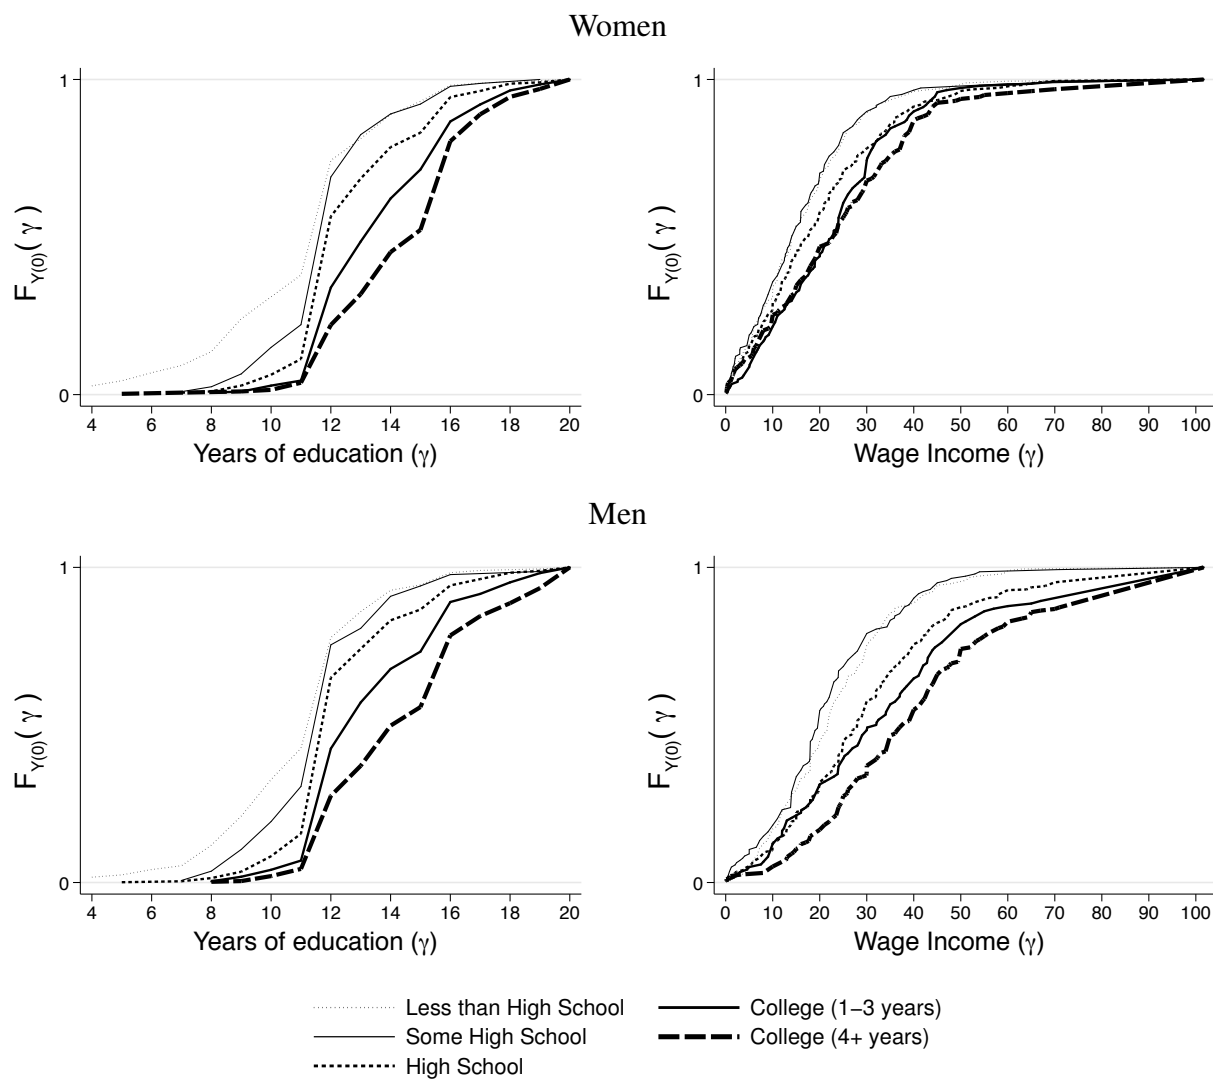 Women
1
0
F_Y(0)( γ )
4 6 8 10 12 14 16 18 20
Years of education (γ)
1
0
F_Y(0)( γ )
0 10 20 30 40 50 60 70 80 90 100
Wage Income (γ)
Men
1
0
F_Y(0)( γ )
4 6 8 10 12 14 16 18 20
Years of education (γ)
1
0
F_Y(0)( γ )
0 10 20 30 40 50 60 70 80 90 100
Wage Income (γ)
Less than High School
Some High School
High School
College (1−3 years)
College (4+ years)